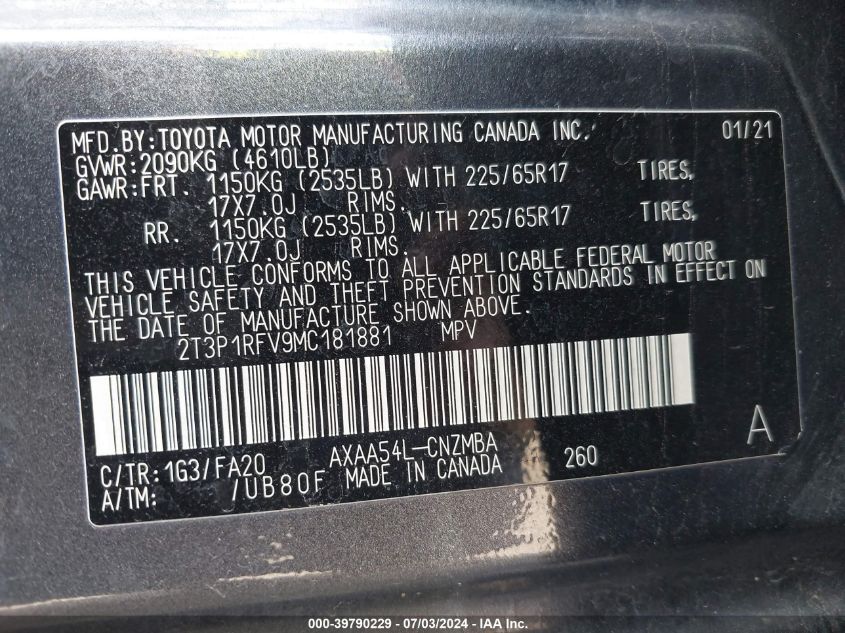 MFD.BY:TOYOTA MOTOR MANUFACTURING CANADA INC. 01/21
GVWR:2090KG (4610LB)
GAWR:FRT. 1150KG (2535LB) WITH 225/65R17 TIRES,
17X7.0J RIMS.
RR. 1150KG (2535LB) WITH 225/65R17 TIRES,
17X7.0J RIMS.
THIS VEHICLE CONFORMS TO ALL APPLICABLE FEDERAL MOTOR
VEHICLE SAFETY AND THEFT PREVENTION STANDARDS IN EFFECT ON
THE DATE OF MANUFACTURE SHOWN ABOVE.
2T3P1RFV9MC181881 MPV
A
C/TR:1G3/FA20 AXAA54L-CNZMBA 260
A/TM: /UB80F MADE IN CANADA
000-39790229 - 07/03/2024 - IAA Inc.